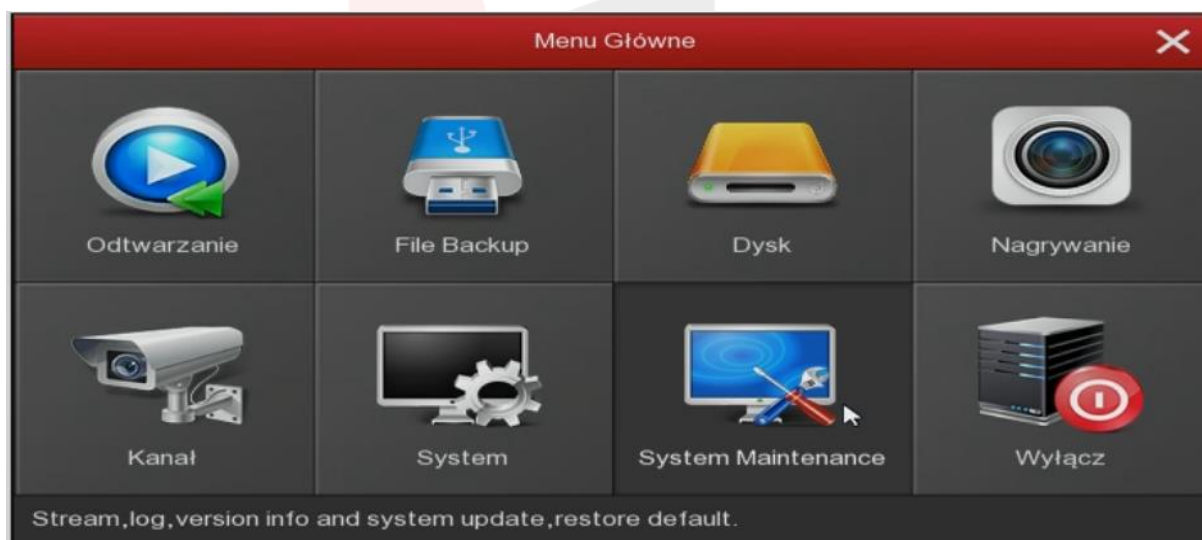 Menu Główne
Odtwarzanie
File Backup
Dysk
Nagrywanie
Kanał
System
System Maintenance
Wyłącz
Stream,log,version info and system update,restore default.